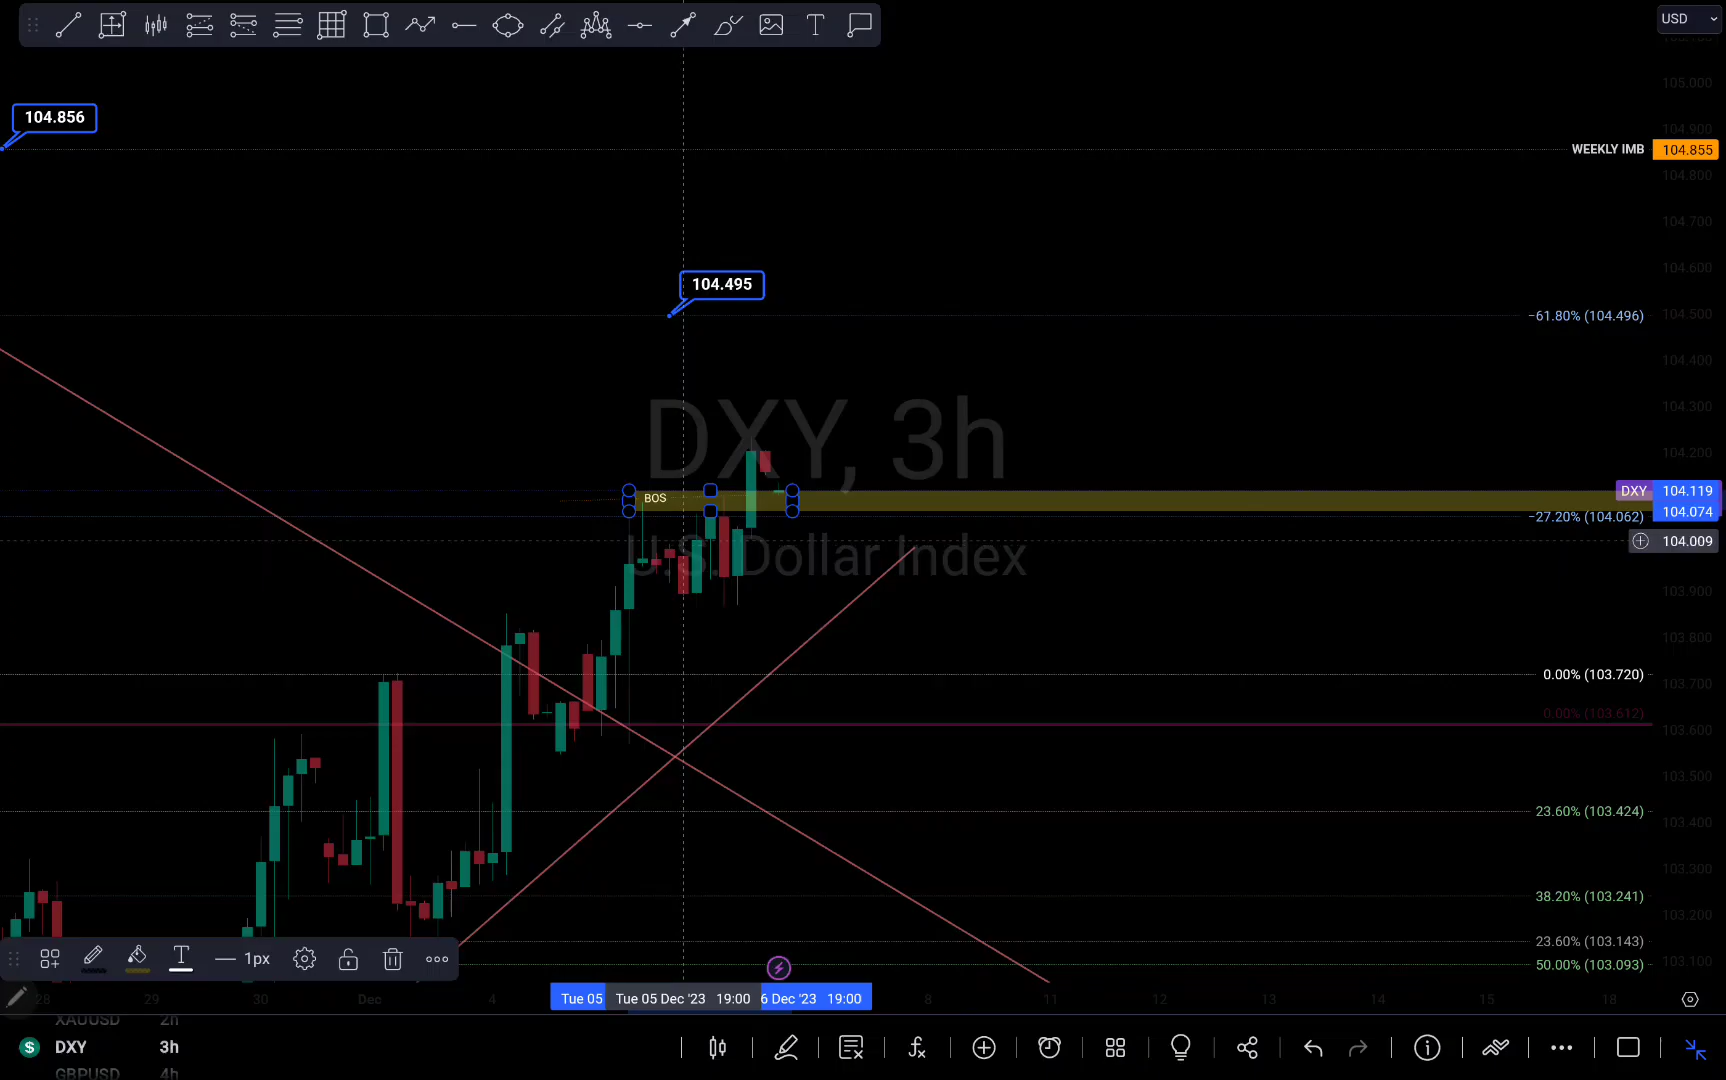 USD
105.000
104.856
104.900
WEEKLY IMB 104.855
104.800
104.700
104.600
104.495
−61.80% (104.496) 104.500
104.400
104.300
DXY, 3h
104.200
BOS
DXY 104.119
104.074
−27.20% (104.062)
104.009
U.S. Dollar Index
103.900
103.800
0.00% (103.720)
103.700
0.00% (103.612)
103.600
103.500
23.60% (103.424)
103.400
103.300
38.20% (103.241)
103.200
23.60% (103.143)
50.00% (103.093)
103.100
T 1px
28 29 30 Dec 4 Tue 05 Tue 05 Dec '23 19:00 6 Dec '23 19:00 8 11 12 13 14 15 18
XAUUSD 2h
$ DXY 3h
GBPUSD 4h